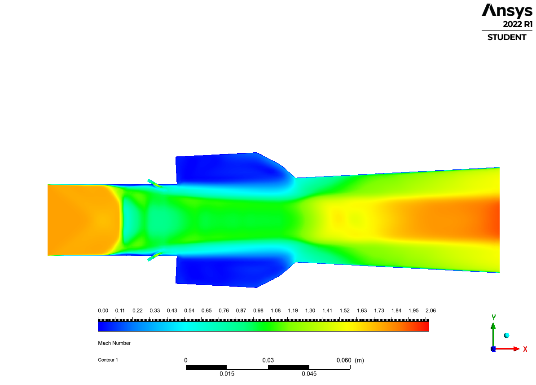 Ansys
2022 R1
STUDENT
0.00 0.11 0.22 0.33 0.43 0.54 0.65 0.76 0.87 0.98 1.08 1.19 1.30 1.41 1.52 1.63 1.73 1.84 1.95 2.06
Mach Number
Contour 1
0 0.03 0.060 (m)
0.015 0.045
Y
X